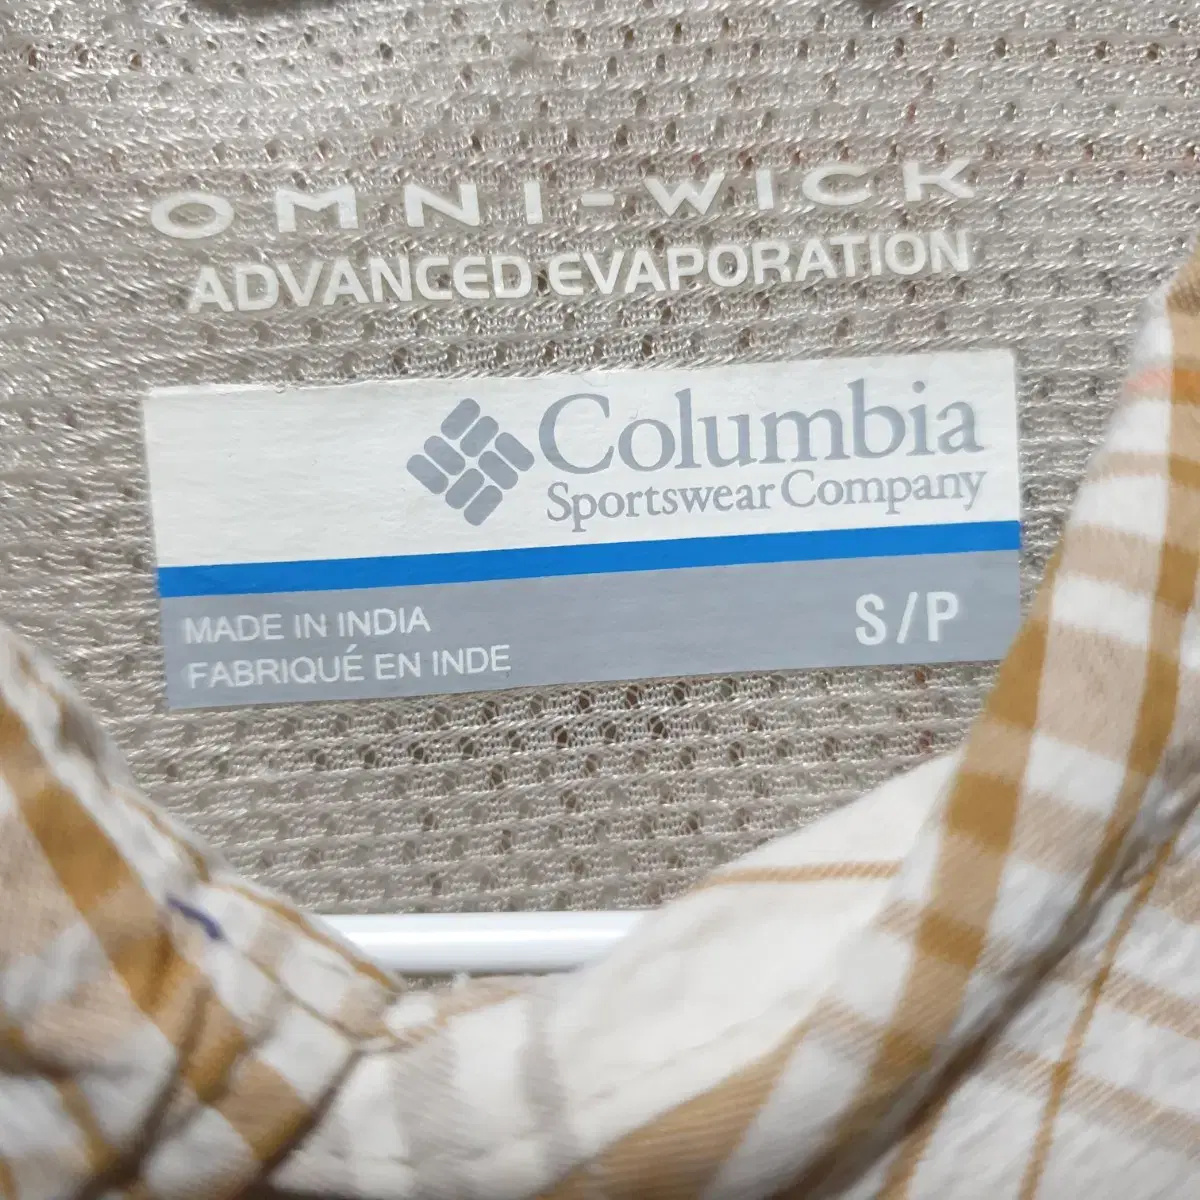 OMNI-WICK
ADVANCED EVAPORATION
Columbia
Sportswear Company
MADE IN INDIA
FABRIQUÉ EN INDE
S/P